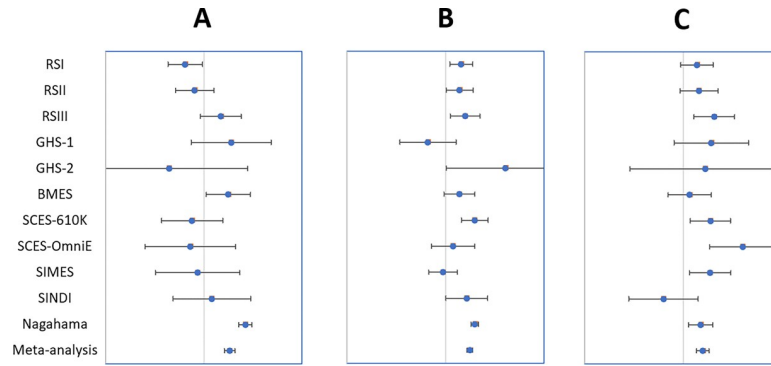 A B C
RSI
RSII
RSIII
GHS-1
GHS-2
BMES
SCES-610K
SCES-OmniE
SIMES
SINDI
Nagahama
Meta-analysis